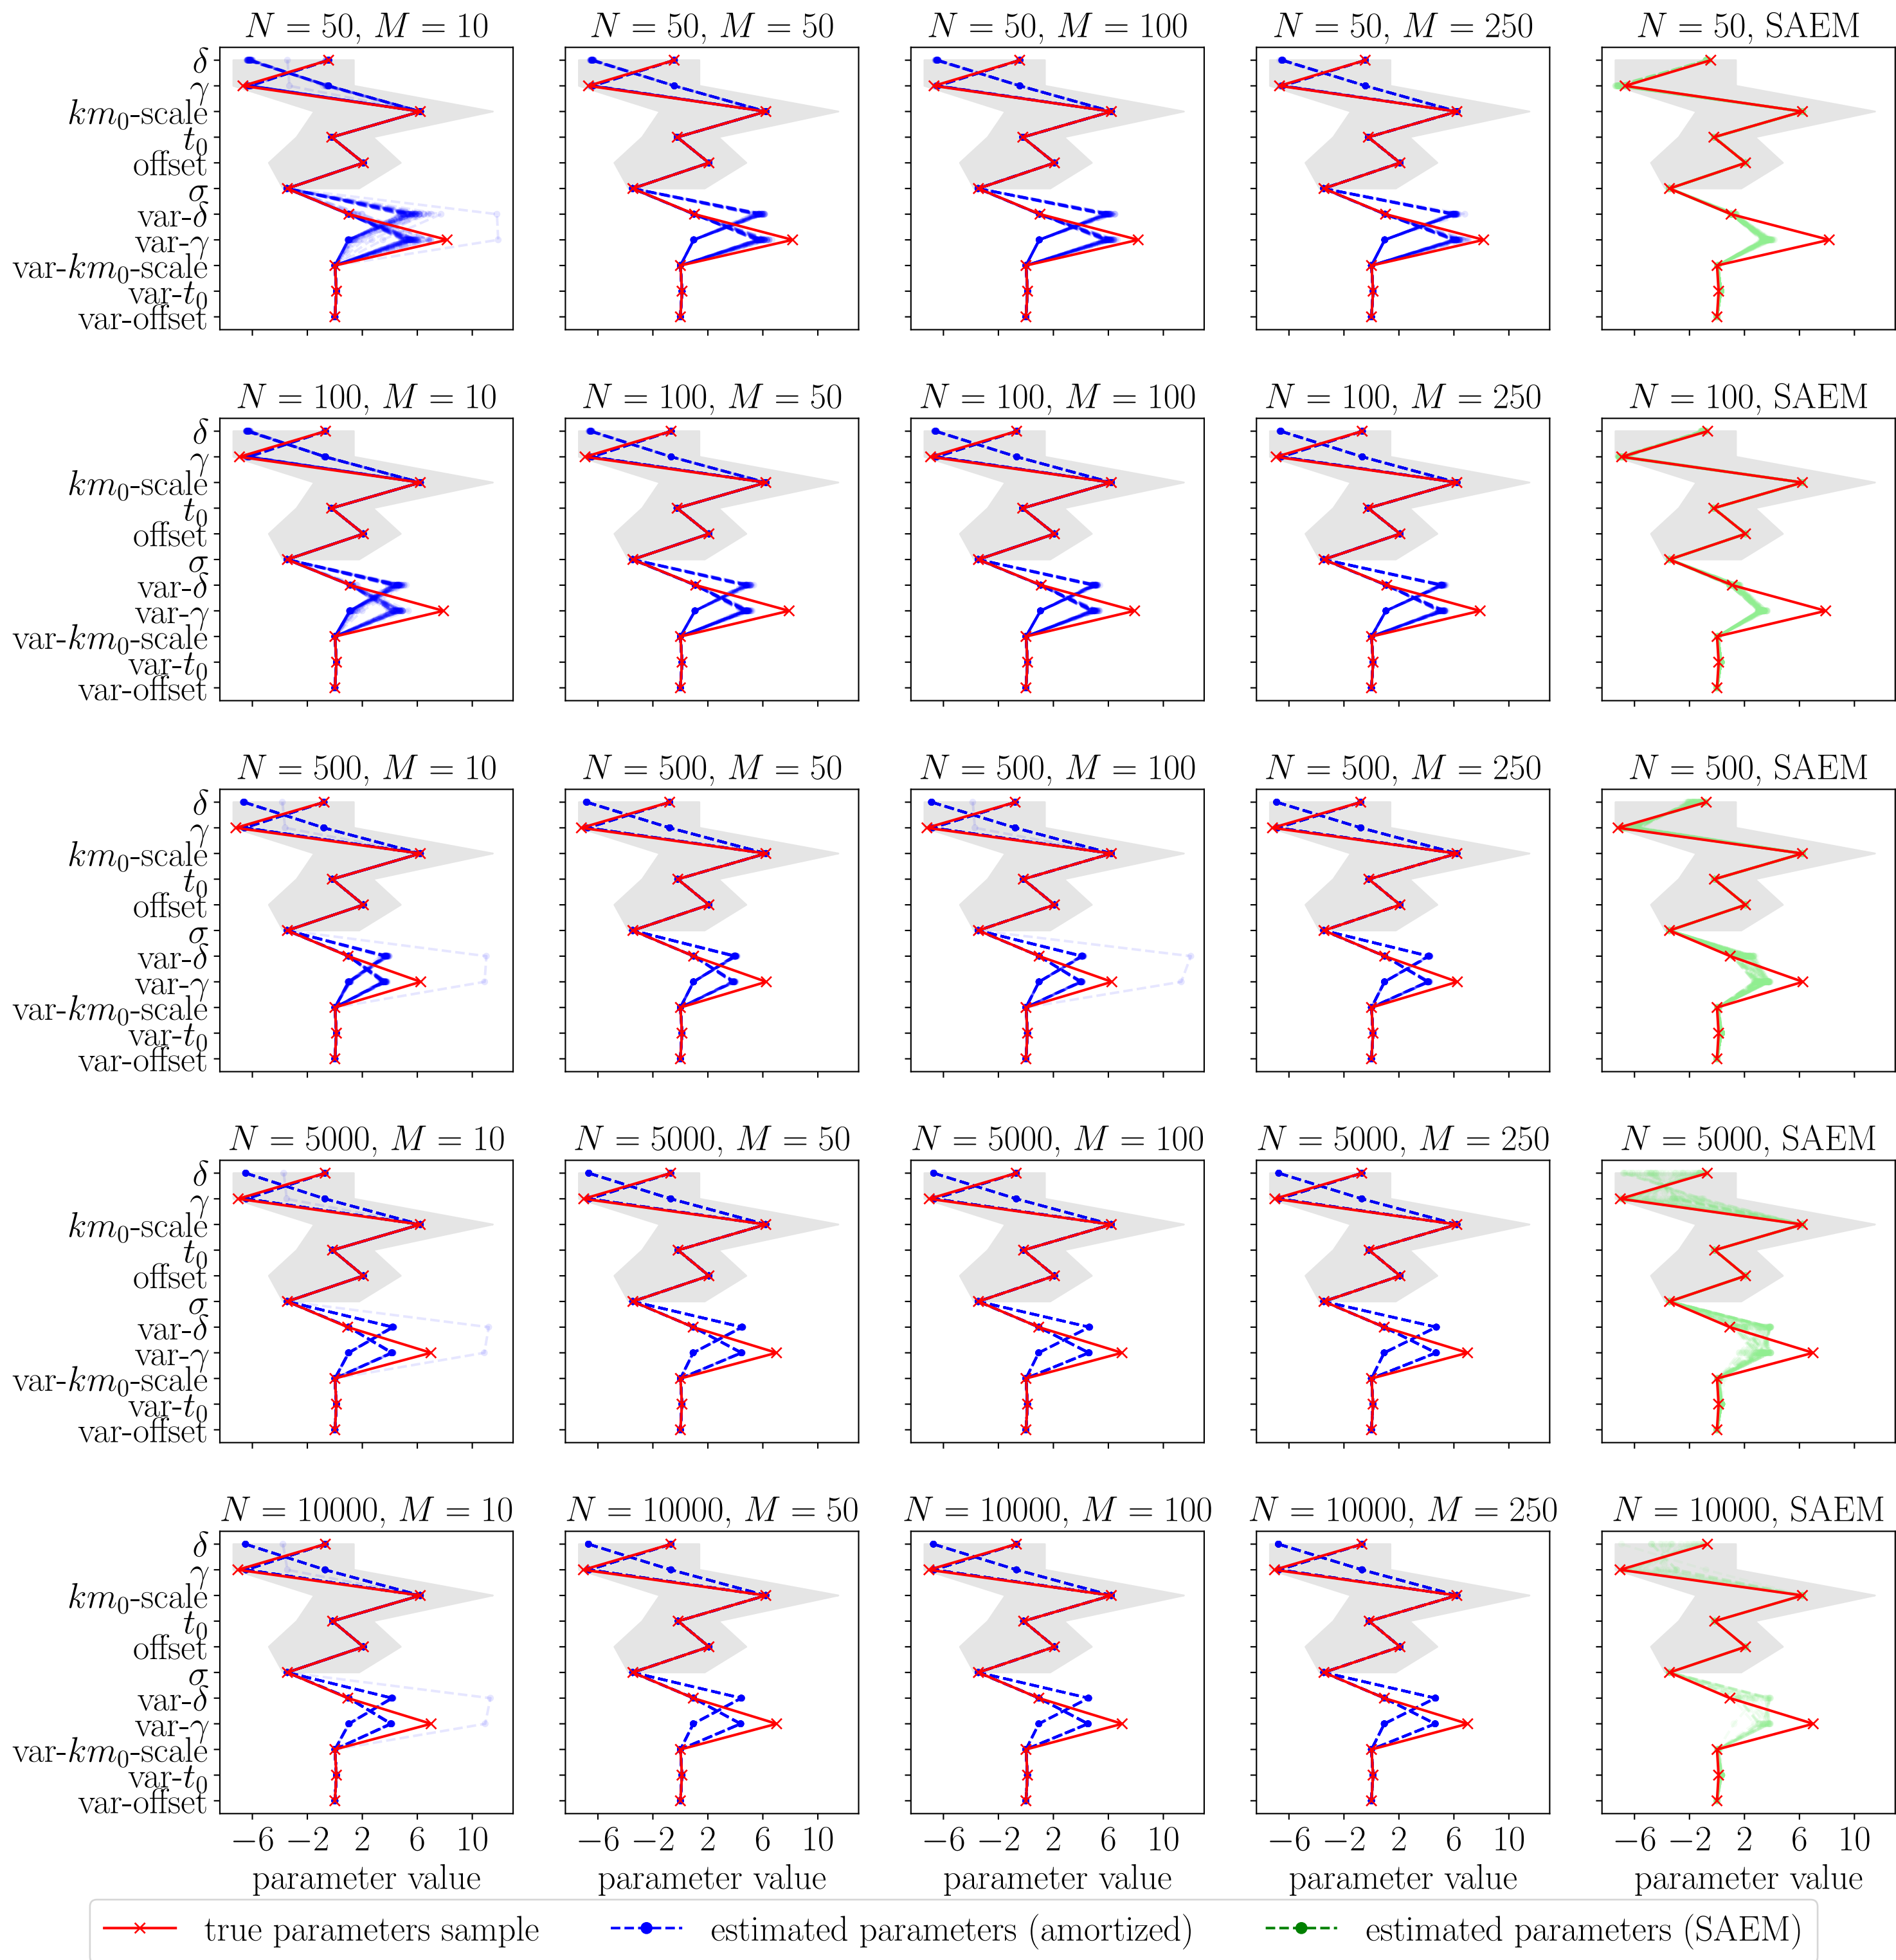 N = 50, M = 10 N = 50, M = 50 N = 50, M = 100 N = 50, M = 250 N = 50, SAEM
δ
γ
km₀-scale
t₀
offset
σ
var-δ
var-γ
var-km₀-scale
var-t₀
var-offset
N = 100, M = 10 N = 100, M = 50 N = 100, M = 100 N = 100, M = 250 N = 100, SAEM
δ
γ
km₀-scale
t₀
offset
σ
var-δ
var-γ
var-km₀-scale
var-t₀
var-offset
N = 500, M = 10 N = 500, M = 50 N = 500, M = 100 N = 500, M = 250 N = 500, SAEM
δ
γ
km₀-scale
t₀
offset
σ
var-δ
var-γ
var-km₀-scale
var-t₀
var-offset
N = 5000, M = 10 N = 5000, M = 50 N = 5000, M = 100 N = 5000, M = 250 N = 5000, SAEM
δ
γ
km₀-scale
t₀
offset
σ
var-δ
var-γ
var-km₀-scale
var-t₀
var-offset
N = 10000, M = 10 N = 10000, M = 50 N = 10000, M = 100 N = 10000, M = 250 N = 10000, SAEM
δ
γ
km₀-scale
t₀
offset
σ
var-δ
var-γ
var-km₀-scale
var-t₀
var-offset
−6 −2 2 6 10 −6 −2 2 6 10 −6 −2 2 6 10 −6 −2 2 6 10 −6 −2 2 6 10
parameter value parameter value parameter value parameter value parameter value
true parameters sample estimated parameters (amortized) estimated parameters (SAEM)